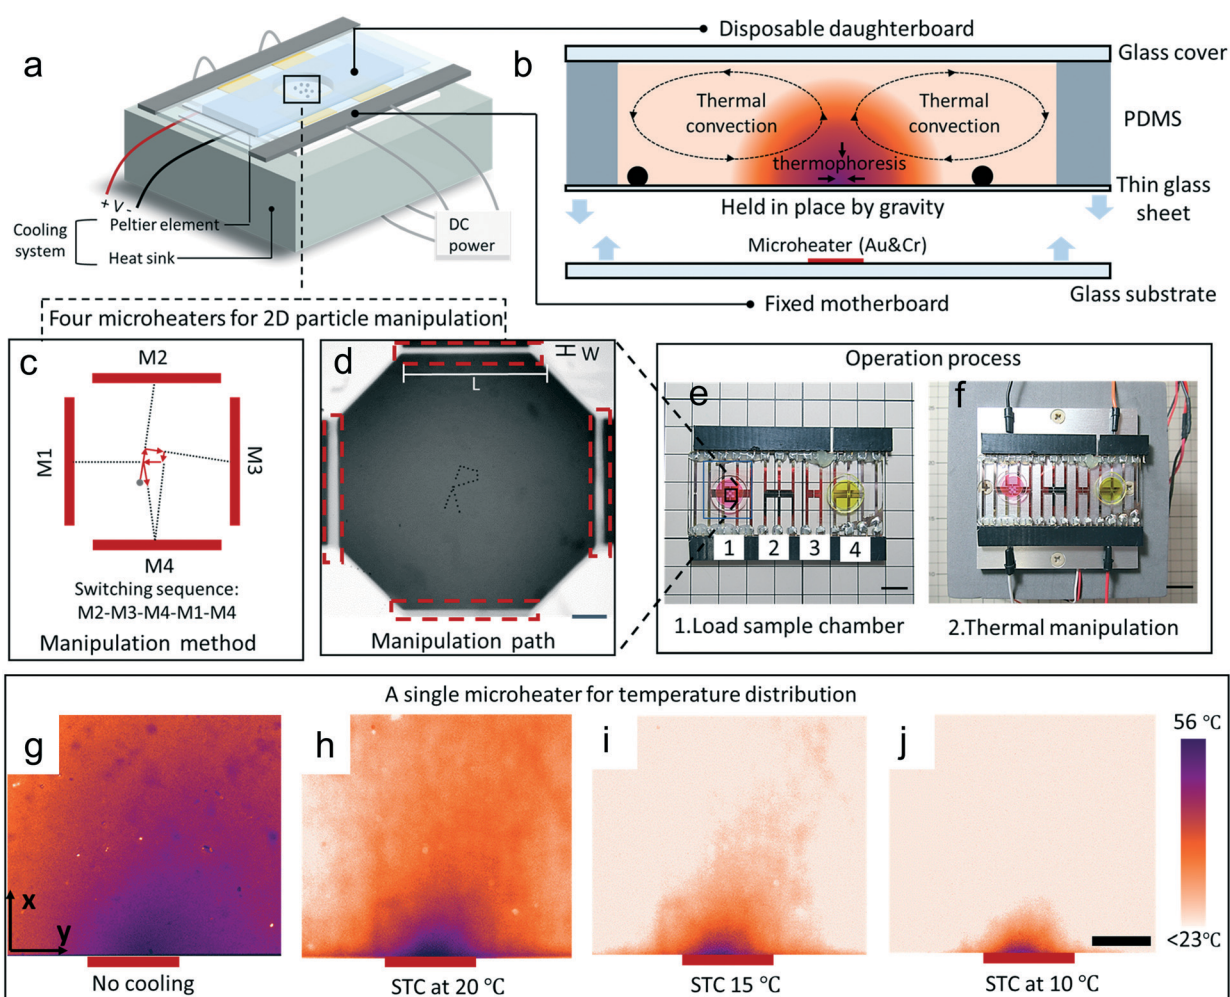 a
Disposable daughterboard
+ V -
Cooling
system
Peltier element
Heat sink
DC
power
b
Glass cover
Thermal
convection
Thermal
convection
PDMS
thermophoresis
Thin glass
sheet
Held in place by gravity
Microheater (Au&Cr)
Glass substrate
Fixed motherboard
Four microheaters for 2D particle manipulation
c
M2
M1
M3
M4
Switching sequence:
M2-M3-M4-M1-M4
Manipulation method
d
W
L
Manipulation path
Operation process
e
1 2 3 4
1.Load sample chamber
f
2.Thermal manipulation
A single microheater for temperature distribution
g
x
y
No cooling
h
STC at 20 ℃
i
STC 15 ℃
j
STC at 10 ℃
56 ℃
<23℃